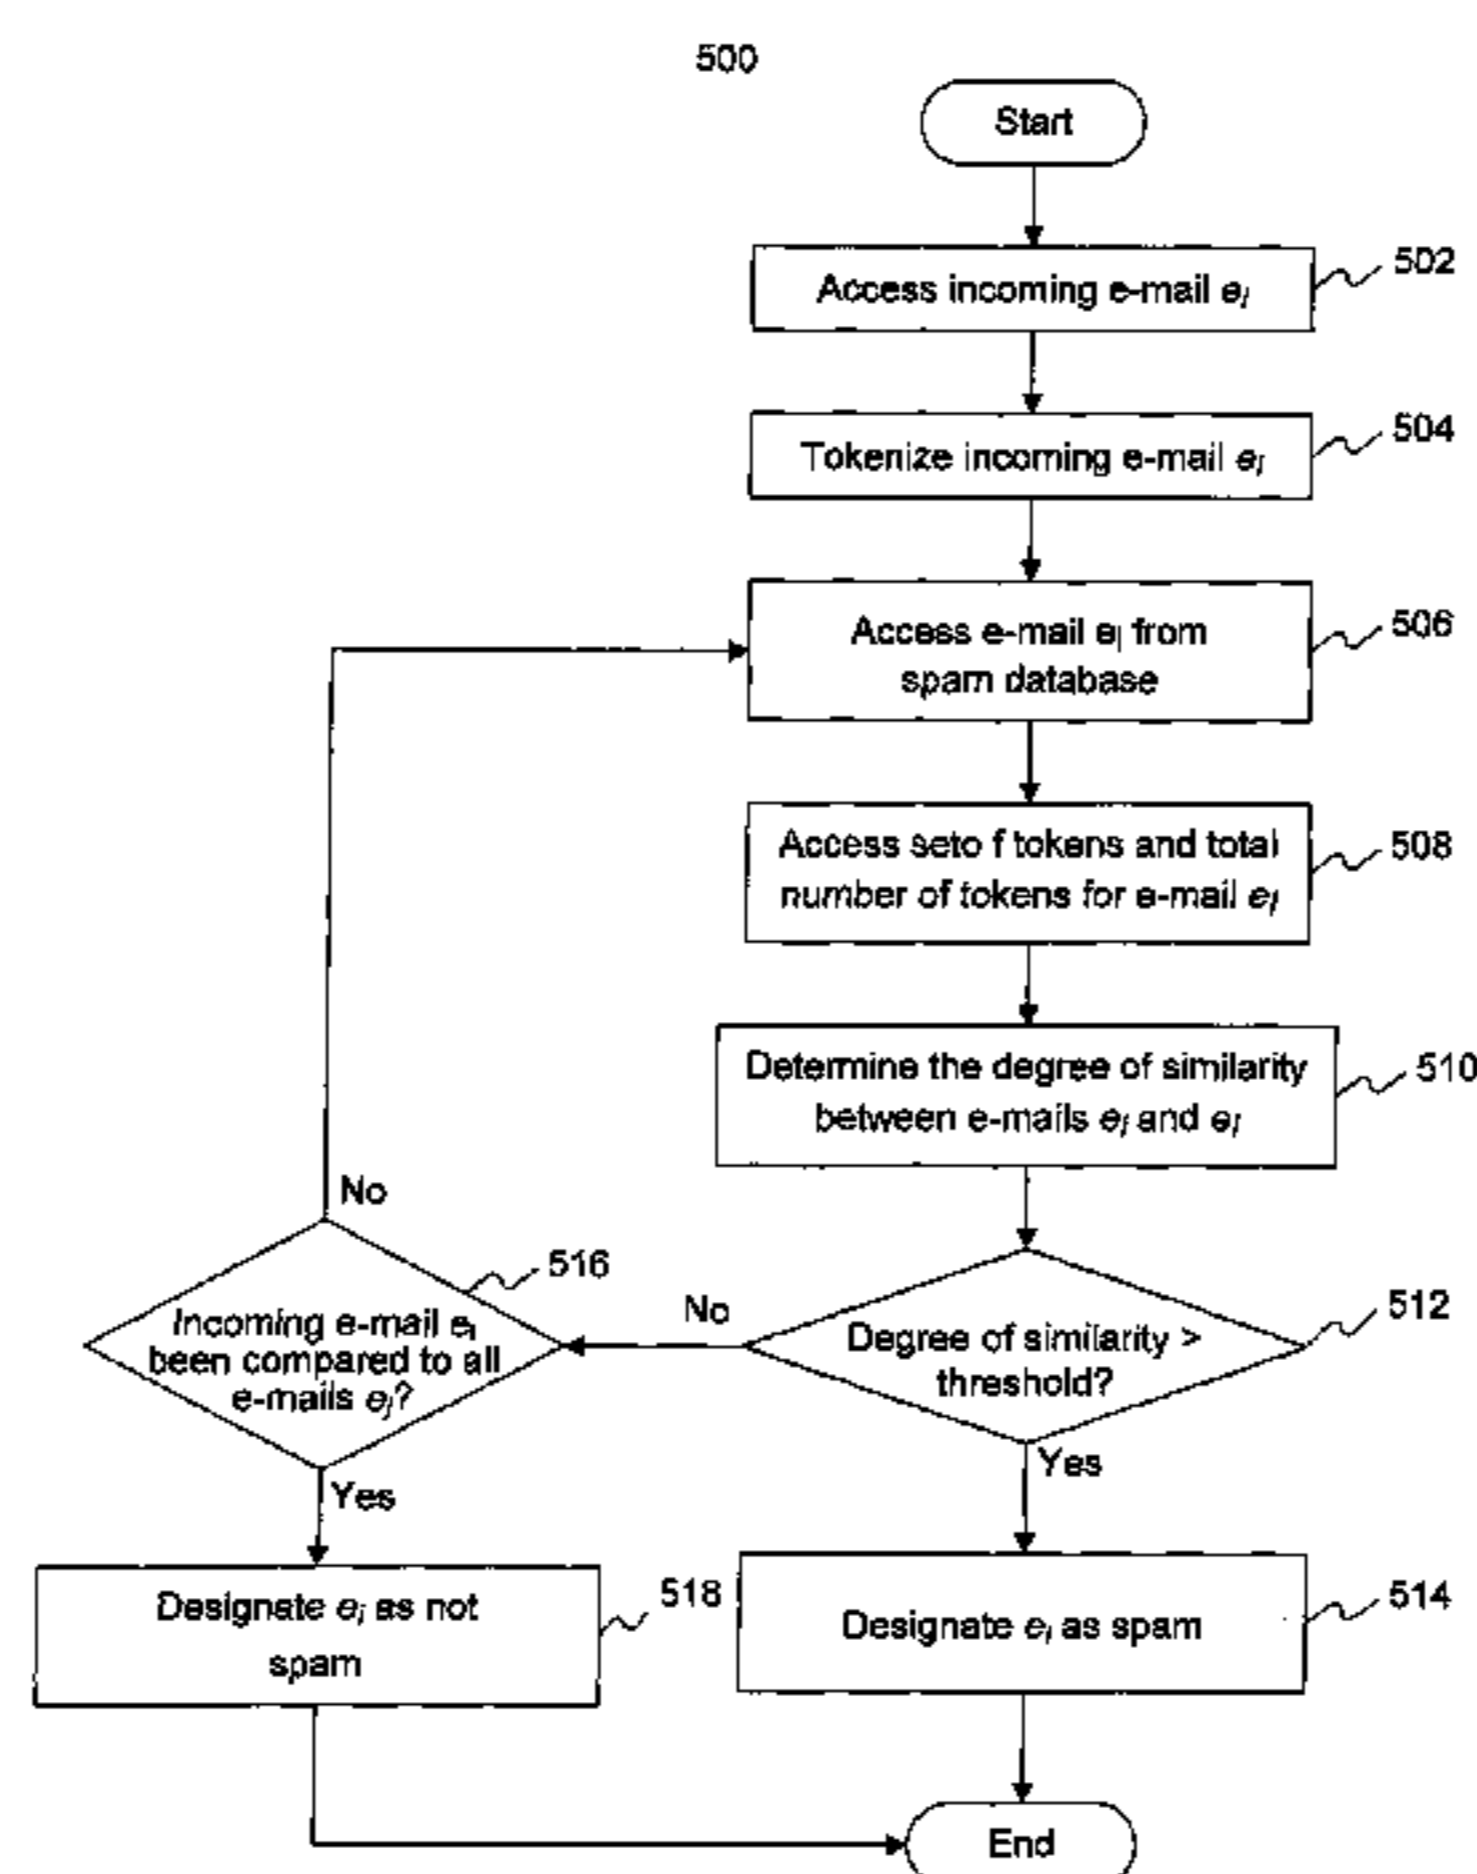 500
Start
Access incoming e-mail ei
502
Tokenize incoming e-mail ei
504
Access e-mail ej from
spam database
506
Access seto f tokens and total
number of tokens for e-mail ej
508
Determine the degree of similarity
between e-mails ei and ej
510
No
516
Incoming e-mail ei
been compared to all
e-mails ej?
No
Degree of similarity >
threshold?
512
Yes
Yes
Designate ei as not
spam
518
Designate ei as spam
514
End